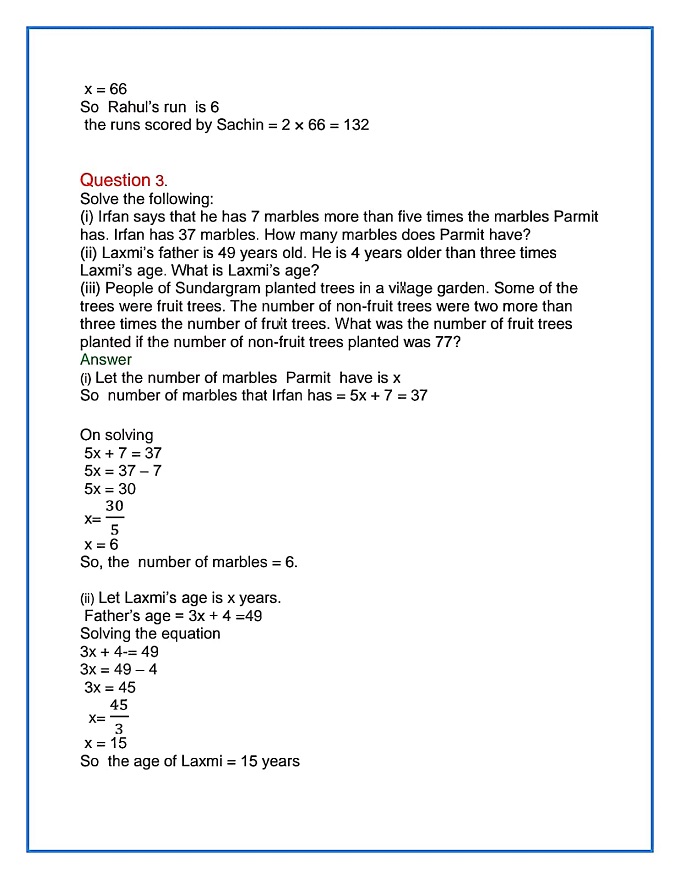 x = 66
So Rahul's run is 6
the runs scored by Sachin = 2 × 66 = 132
Question 3.
Solve the following:
(i) Irfan says that he has 7 marbles more than five times the marbles Parmit
has. Irfan has 37 marbles. How many marbles does Parmit have?
(ii) Laxmi's father is 49 years old. He is 4 years older than three times
Laxmi's age. What is Laxmi's age?
(iii) People of Sundargram planted trees in a village garden. Some of the
trees were fruit trees. The number of non-fruit trees were two more than
three times the number of fruit trees. What was the number of fruit trees
planted if the number of non-fruit trees planted was 77?
Answer
(i) Let the number of marbles Parmit have is x
So number of marbles that Irfan has = 5x + 7 = 37
On solving
5x + 7 = 37
5x = 37 – 7
5x = 30
x= 30/5
x = 6
So, the number of marbles = 6.
(ii) Let Laxmi's age is x years.
Father's age = 3x + 4 =49
Solving the equation
3x + 4-= 49
3x = 49 – 4
3x = 45
x= 45/3
x = 15
So the age of Laxmi = 15 years